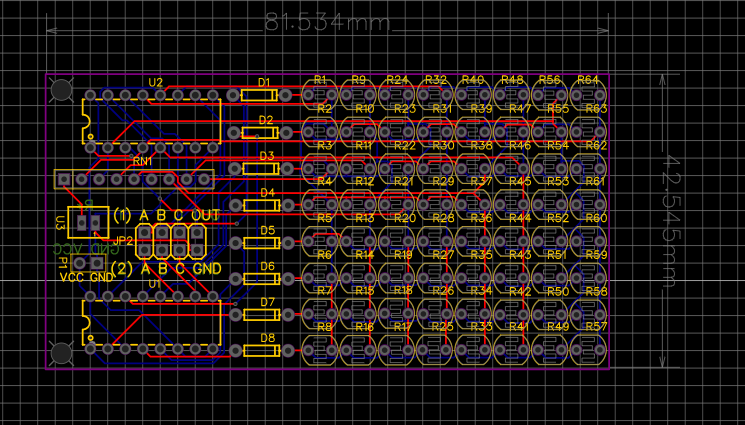 81.534mm
U2 D1 R1 R9 R24 R32 R40 R48 R56 R64
D2 R2 R10 R23 R31 R39 R47 R55 R63
RN1 D3 R3 R11 R22 R30 R38 R46 R54 R62
D4 R4 R12 R21 R29 R37 R45 R53 R61
U3 (1) A B C OUT R5 R13 R20 R28 R36 R44 R52 R60
JP2 D5
GND VCC R6 R14 R19 R27 R35 R43 R51 R59
P1 (2) A B C GND D6
VCC GND
U1 R7 R15 R18 R26 R34 R42 R50 R58
D7
R8 R16 R17 R25 R33 R41 R49 R57
D8
42.545mm